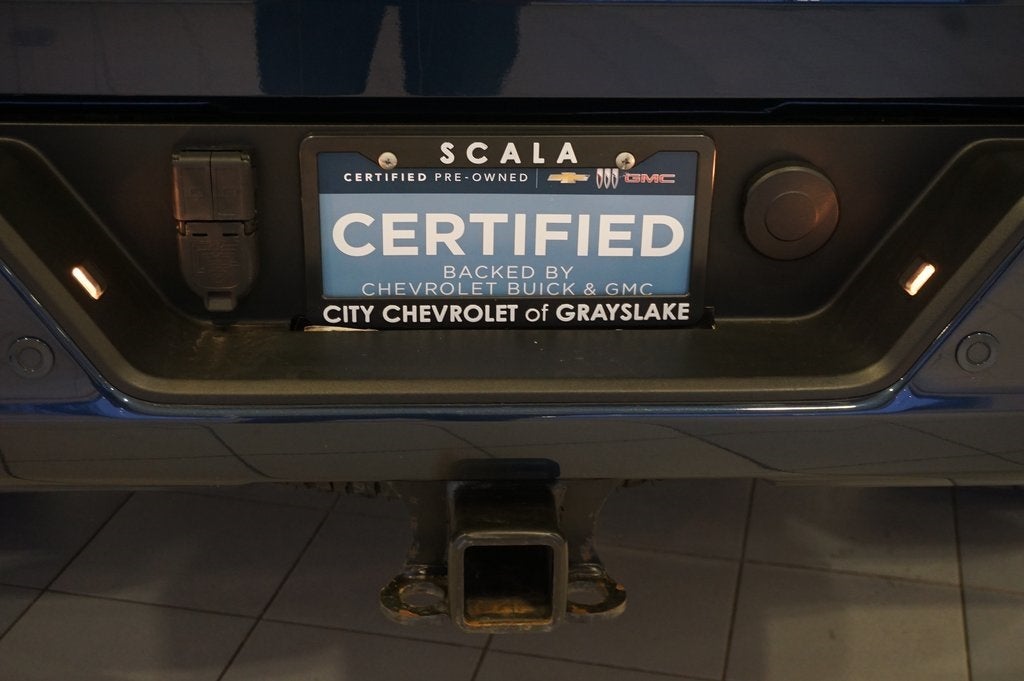 SCALA
CERTIFIED PRE-OWNED GMC
CERTIFIED
BACKED BY
CHEVROLET BUICK & GMC
CITY CHEVROLET of GRAYSLAKE